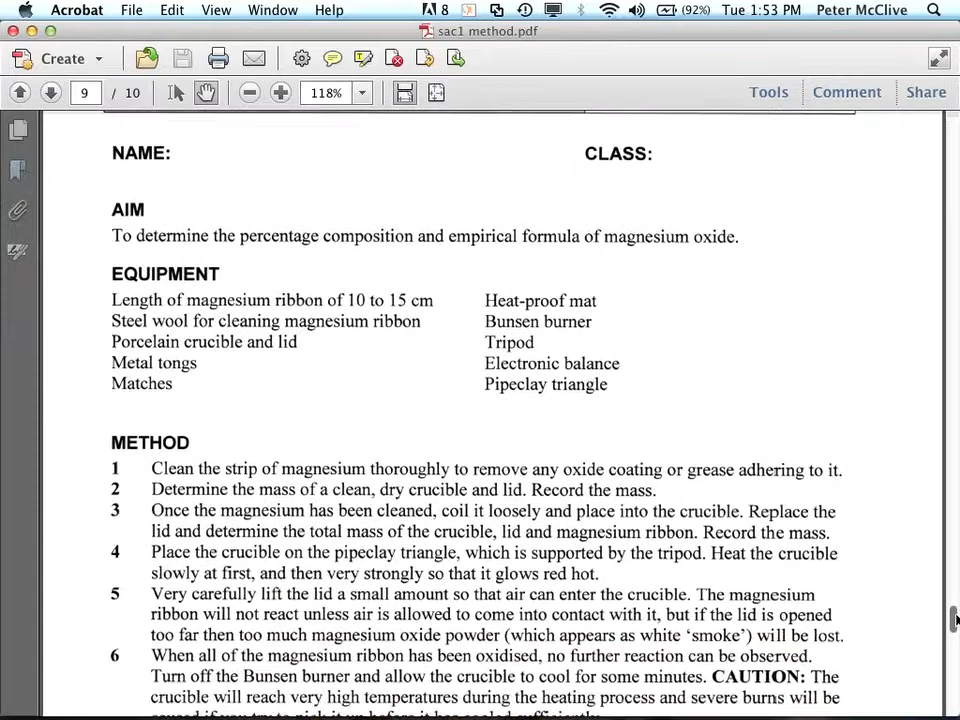 Acrobat File Edit View Window Help 8 (92%) Tue 1:53 PM Peter McClive
sac1 method.pdf
Create
9 / 10 118% Tools Comment Share
NAME: CLASS:
AIM
To determine the percentage composition and empirical formula of magnesium oxide.
EQUIPMENT
Length of magnesium ribbon of 10 to 15 cm Heat-proof mat
Steel wool for cleaning magnesium ribbon Bunsen burner
Porcelain crucible and lid Tripod
Metal tongs Electronic balance
Matches Pipeclay triangle
METHOD
1 Clean the strip of magnesium thoroughly to remove any oxide coating or grease adhering to it.
2 Determine the mass of a clean, dry crucible and lid. Record the mass.
3 Once the magnesium has been cleaned, coil it loosely and place into the crucible. Replace the
lid and determine the total mass of the crucible, lid and magnesium ribbon. Record the mass.
4 Place the crucible on the pipeclay triangle, which is supported by the tripod. Heat the crucible
slowly at first, and then very strongly so that it glows red hot.
5 Very carefully lift the lid a small amount so that air can enter the crucible. The magnesium
ribbon will not react unless air is allowed to come into contact with it, but if the lid is opened
too far then too much magnesium oxide powder (which appears as white ‘smoke’) will be lost.
6 When all of the magnesium ribbon has been oxidised, no further reaction can be observed.
Turn off the Bunsen burner and allow the crucible to cool for some minutes. CAUTION: The
crucible will reach very high temperatures during the heating process and severe burns will be